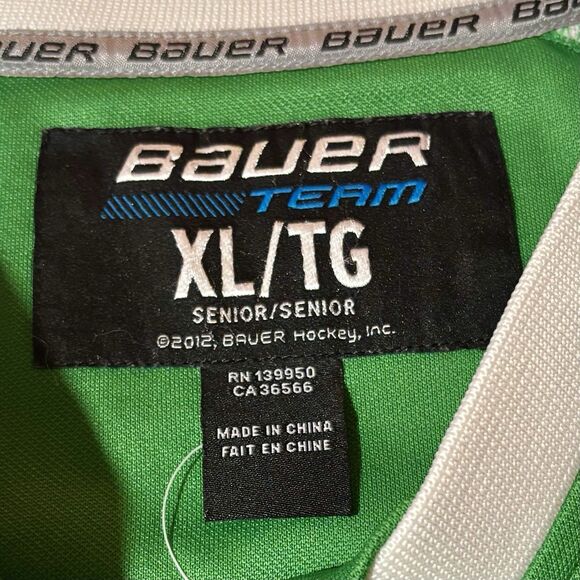 BAUER BAUER BAUER BAUER
BAUER
TEAM
XL/TG
SENIOR/SENIOR
©2012, BAUER Hockey, Inc.
RN 139950
CA 36566
MADE IN CHINA
FAIT EN CHINE